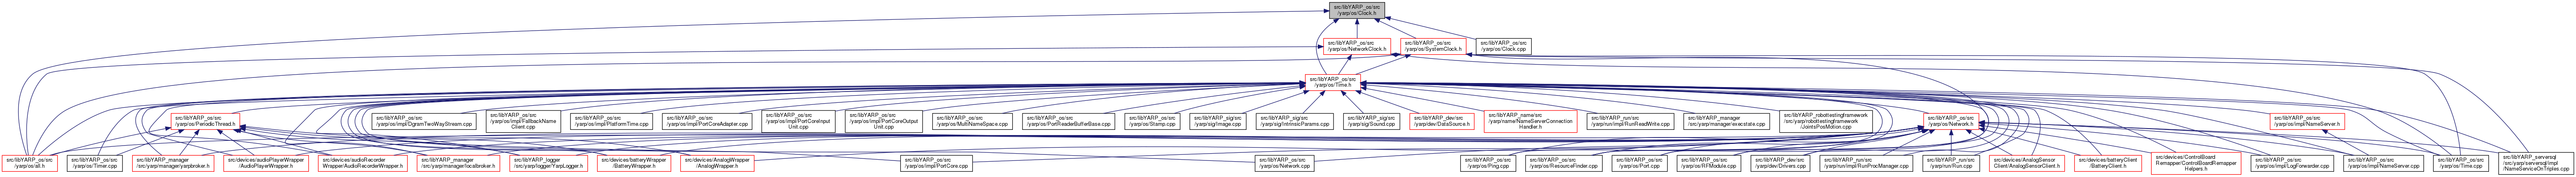 src/libYARP_os/src
/yarp/os/Clock.h
src/libYARP_os/src
/yarp/os/NetworkClock.h
src/libYARP_os/src
/yarp/os/SystemClock.h
src/libYARP_os/src
/yarp/os/Clock.cpp
src/libYARP_os/src
/yarp/os/Time.h
src/libYARP_os/src
/yarp/os/PeriodicThread.h
src/libYARP_os/src
/yarp/os/impl/DgramTwoWayStream.cpp
src/libYARP_os/src
/yarp/os/impl/FallbackName
Client.cpp
src/libYARP_os/src
/yarp/os/impl/PlatformTime.cpp
src/libYARP_os/src
/yarp/os/impl/PortCoreAdapter.cpp
src/libYARP_os/src
/yarp/os/impl/PortCoreInput
Unit.cpp
src/libYARP_os/src
/yarp/os/impl/PortCoreOutput
Unit.cpp
src/libYARP_os/src
/yarp/os/MultiNameSpace.cpp
src/libYARP_os/src
/yarp/os/PortReaderBufferBase.cpp
src/libYARP_os/src
/yarp/os/Stamp.cpp
src/libYARP_sig/src
/yarp/sig/Image.cpp
src/libYARP_sig/src
/yarp/sig/IntrinsicParams.cpp
src/libYARP_sig/src
/yarp/sig/Sound.cpp
src/libYARP_dev/src
/yarp/dev/DataSource.h
src/libYARP_name/src
/yarp/name/NameServerConnection
Handler.h
src/libYARP_run/src
/yarp/run/impl/RunReadWrite.cpp
src/libYARP_manager
/src/yarp/manager/execstate.cpp
src/libYARP_robottestingframework
/src/yarp/robottestingframework
/JointsPosMotion.cpp
src/libYARP_os/src
/yarp/os/Network.h
src/libYARP_os/src
/yarp/os/impl/NameServer.h
src/libYARP_os/src
/yarp/os/all.h
src/libYARP_os/src
/yarp/os/Timer.cpp
src/libYARP_manager
/src/yarp/manager/yarpbroker.h
src/devices/audioPlayerWrapper
/AudioPlayerWrapper.h
src/devices/audioRecorder
Wrapper/AudioRecorderWrapper.h
src/libYARP_manager
/src/yarp/manager/localbroker.h
src/libYARP_logger
/src/yarp/logger/YarpLogger.h
src/devices/batteryWrapper
/BatteryWrapper.h
src/devices/AnalogWrapper
/AnalogWrapper.h
src/libYARP_os/src
/yarp/os/impl/PortCore.cpp
src/libYARP_os/src
/yarp/os/Network.cpp
src/libYARP_os/src
/yarp/os/Ping.cpp
src/libYARP_os/src
/yarp/os/ResourceFinder.cpp
src/libYARP_os/src
/yarp/os/Port.cpp
src/libYARP_os/src
/yarp/os/RFModule.cpp
src/libYARP_dev/src
/yarp/dev/Drivers.cpp
src/libYARP_run/src
/yarp/run/impl/RunProcManager.cpp
src/libYARP_run/src
/yarp/run/Run.cpp
src/devices/AnalogSensor
Client/AnalogSensorClient.h
src/devices/batteryClient
/BatteryClient.h
src/devices/ControlBoard
Remapper/ControlBoardRemapper
Helpers.h
src/libYARP_os/src
/yarp/os/impl/LogForwarder.cpp
src/libYARP_os/src
/yarp/os/impl/NameServer.cpp
src/libYARP_os/src
/yarp/os/Time.cpp
src/libYARP_serversql
/src/yarp/serversql/impl
/NameServiceOnTriples.cpp